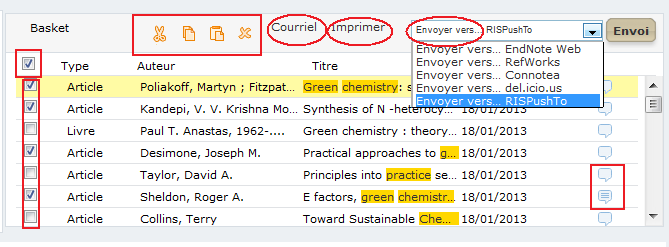 Basket Courriel Imprimer Envoyer vers... RISPushTo Envoi
Envoyer vers... EndNote Web
Envoyer vers... RefWorks
Envoyer vers... Connotea
Envoyer vers... del.icio.us
Envoyer vers... RISPushTo
Type Auteur Titre
Article Poliakoff, Martyn ; Fitzpat... Green chemistry: s
Article Kandepi, V. V. Krishna Mo... Synthesis of N -heterocy... 18/01/2013
Livre Paul T. Anastas, 1962-.... Green chemistry : theory... 18/01/2013
Article Desimone, Joseph M. Practical approaches to g... 18/01/2013
Article Taylor, David A. Principles into practice se... 18/01/2013
Article Sheldon, Roger A. E factors, green chemistr... 18/01/2013
Article Collins, Terry Toward Sustainable Che... 18/01/2013